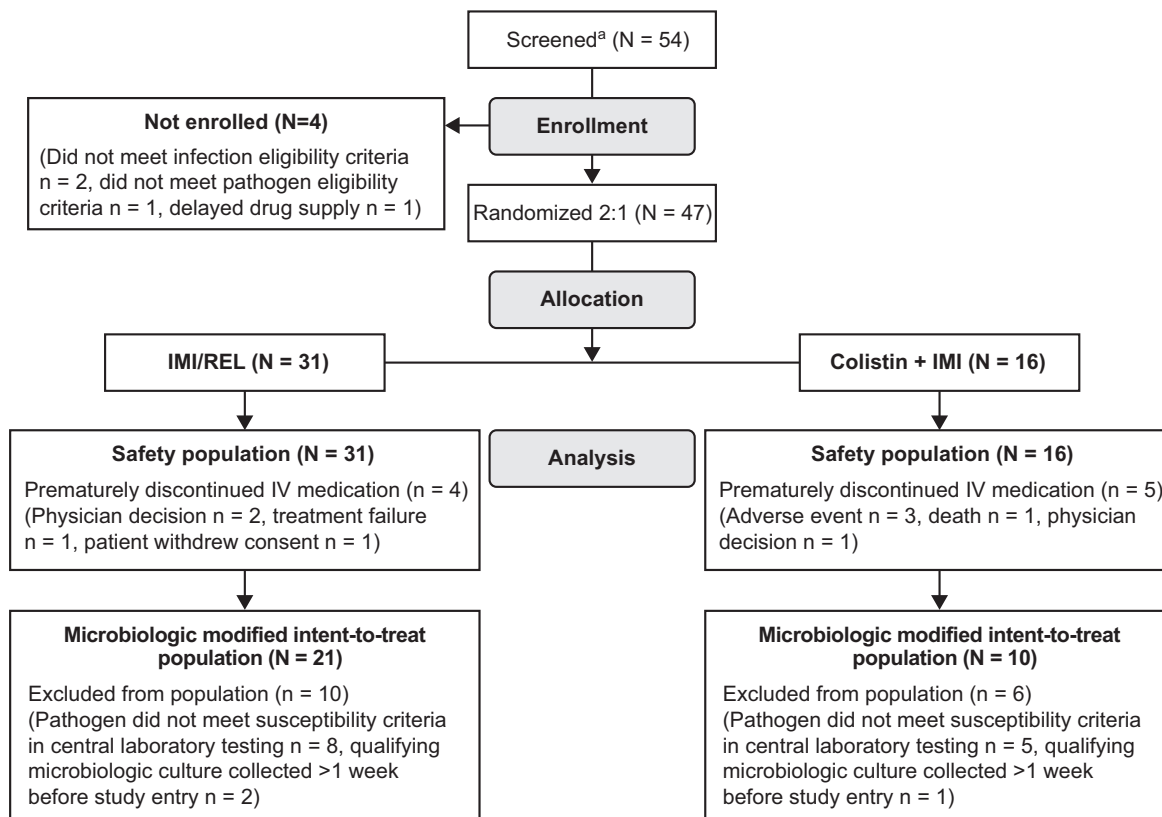 Screenedᵃ (N = 54)
Enrollment
Not enrolled (N=4)
(Did not meet infection eligibility criteria
n = 2, did not meet pathogen eligibility
criteria n = 1, delayed drug supply n = 1)
Randomized 2:1 (N = 47)
Allocation
IMI/REL (N = 31)
Colistin + IMI (N = 16)
Analysis
Safety population (N = 31)
Prematurely discontinued IV medication (n = 4)
(Physician decision n = 2, treatment failure
n = 1, patient withdrew consent n = 1)
Safety population (N = 16)
Prematurely discontinued IV medication (n = 5)
(Adverse event n = 3, death n = 1, physician
decision n = 1)
Microbiologic modified intent-to-treat
population (N = 21)
Excluded from population (n = 10)
(Pathogen did not meet susceptibility criteria
in central laboratory testing n = 8, qualifying
microbiologic culture collected >1 week
before study entry n = 2)
Microbiologic modified intent-to-treat
population (N = 10)
Excluded from population (n = 6)
(Pathogen did not meet susceptibility criteria
in central laboratory testing n = 5, qualifying
microbiologic culture collected >1 week
before study entry n = 1)